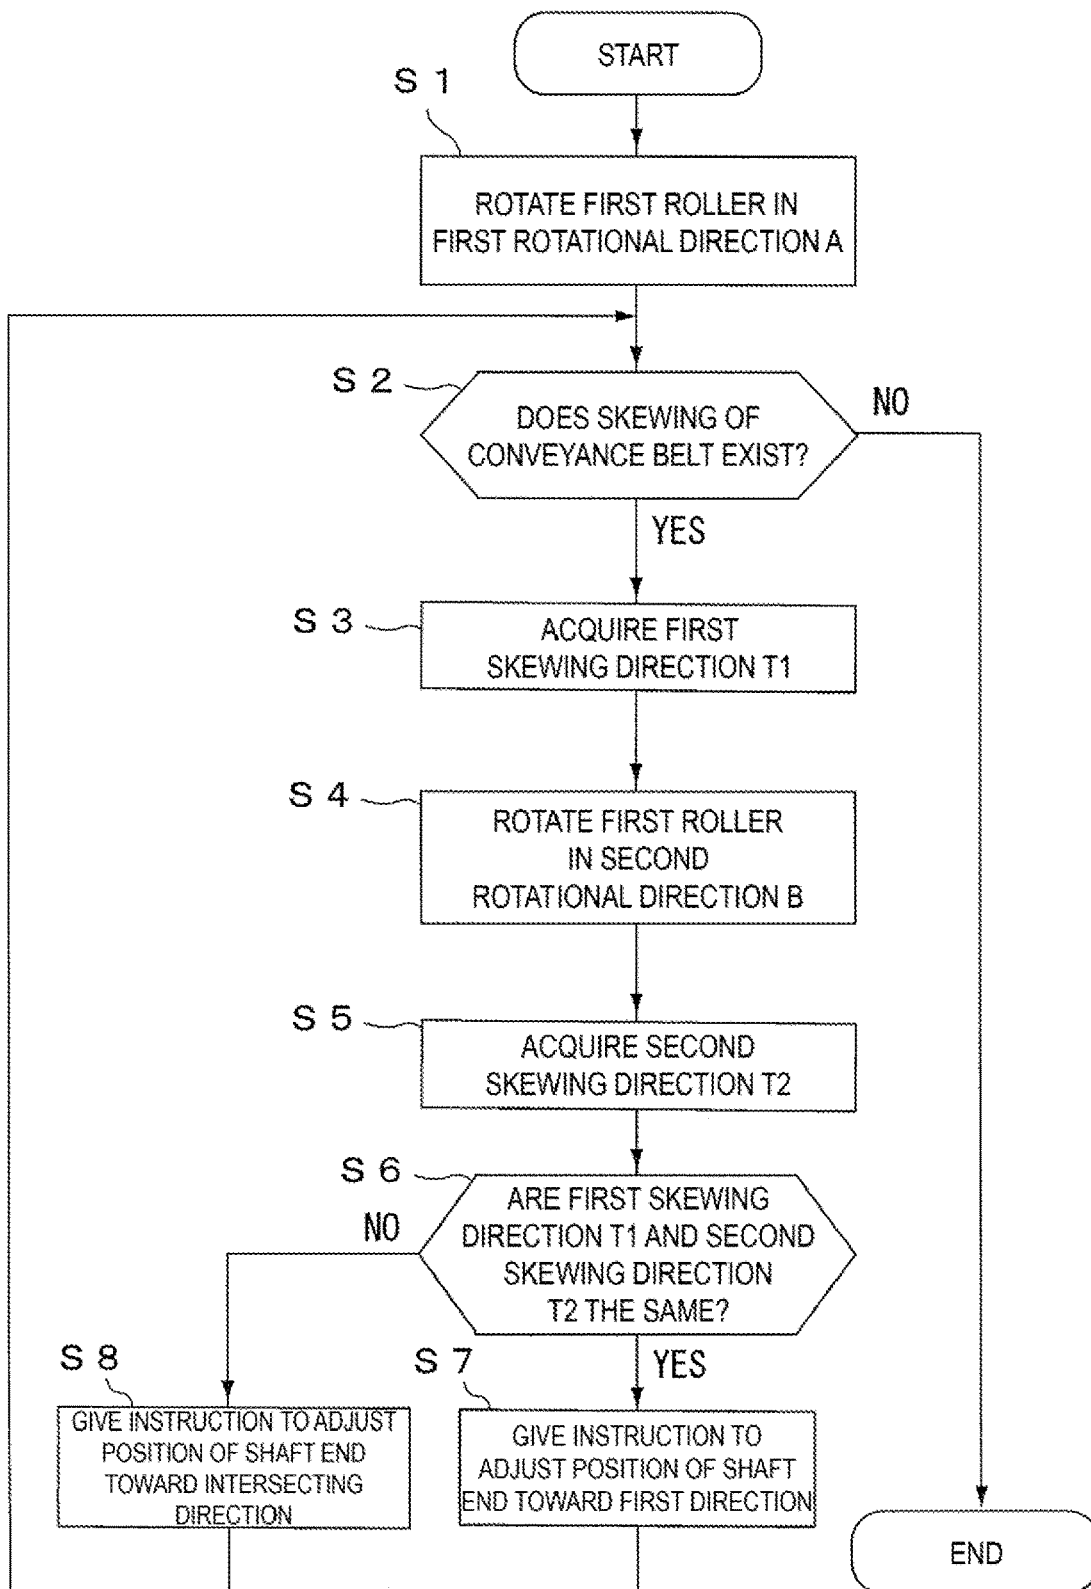 START
S 1
ROTATE FIRST ROLLER IN
FIRST ROTATIONAL DIRECTION A
S 2
DOES SKEWING OF
CONVEYANCE BELT EXIST?
NO
YES
S 3
ACQUIRE FIRST
SKEWING DIRECTION T1
S 4
ROTATE FIRST ROLLER
IN SECOND
ROTATIONAL DIRECTION B
S 5
ACQUIRE SECOND
SKEWING DIRECTION T2
S 6
ARE FIRST SKEWING
DIRECTION T1 AND SECOND
SKEWING DIRECTION
T2 THE SAME?
NO
YES
S 8
GIVE INSTRUCTION TO ADJUST
POSITION OF SHAFT END
TOWARD INTERSECTING
DIRECTION
S 7
GIVE INSTRUCTION TO
ADJUST POSITION OF SHAFT
END TOWARD FIRST DIRECTION
END